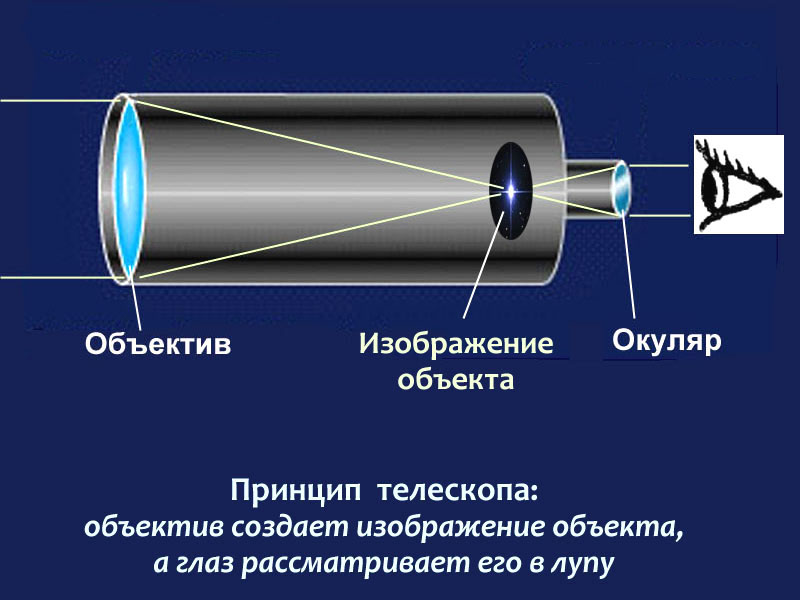 Объектив
Изображение
объекта
Окуляр
Принцип телескопа:
объектив создает изображение объекта,
а глаз рассматривает его в лупу